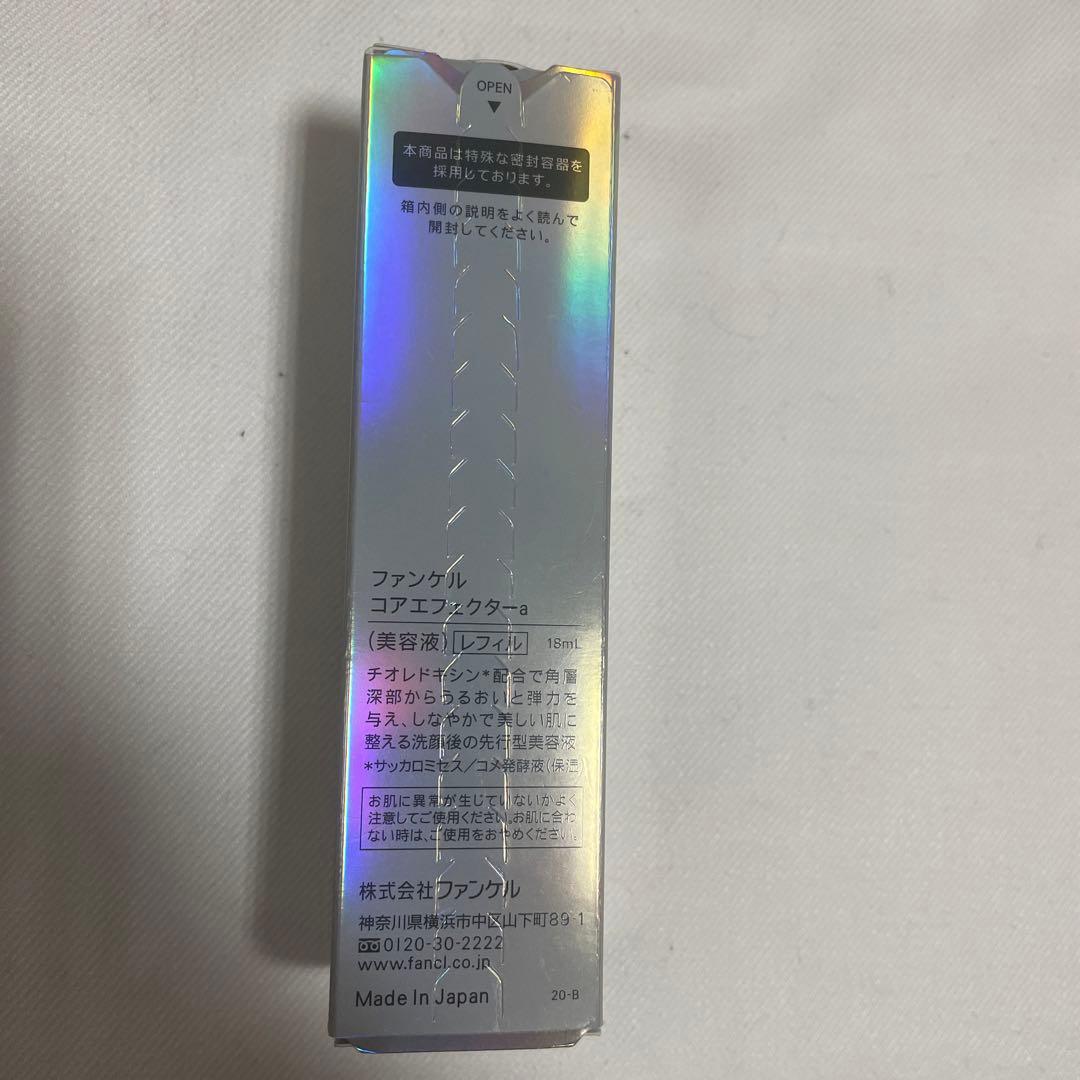 OPEN
▼
本商品は特殊な密封容器を
採用しております。
箱内側の説明をよく読んで
開封してください。
ファンケル
コアエフェクターa
(美容液) レフィル 18mL
チオレドキシン*配合で角層
深部からうるおいと弾力を
与え、しなやかで美しい肌に
整える洗顔後の先行型美容液
*サッカロミセス/コメ発酵液(保湿)
お肌に異常が生じていないかよく
注意してご使用ください。お肌に合わ
ない時は、ご使用をおやめください。
株式会社ファンケル
神奈川県横浜市中区山下町89-1
0120-30-2222
www.fancl.co.jp
Made In Japan 20-B